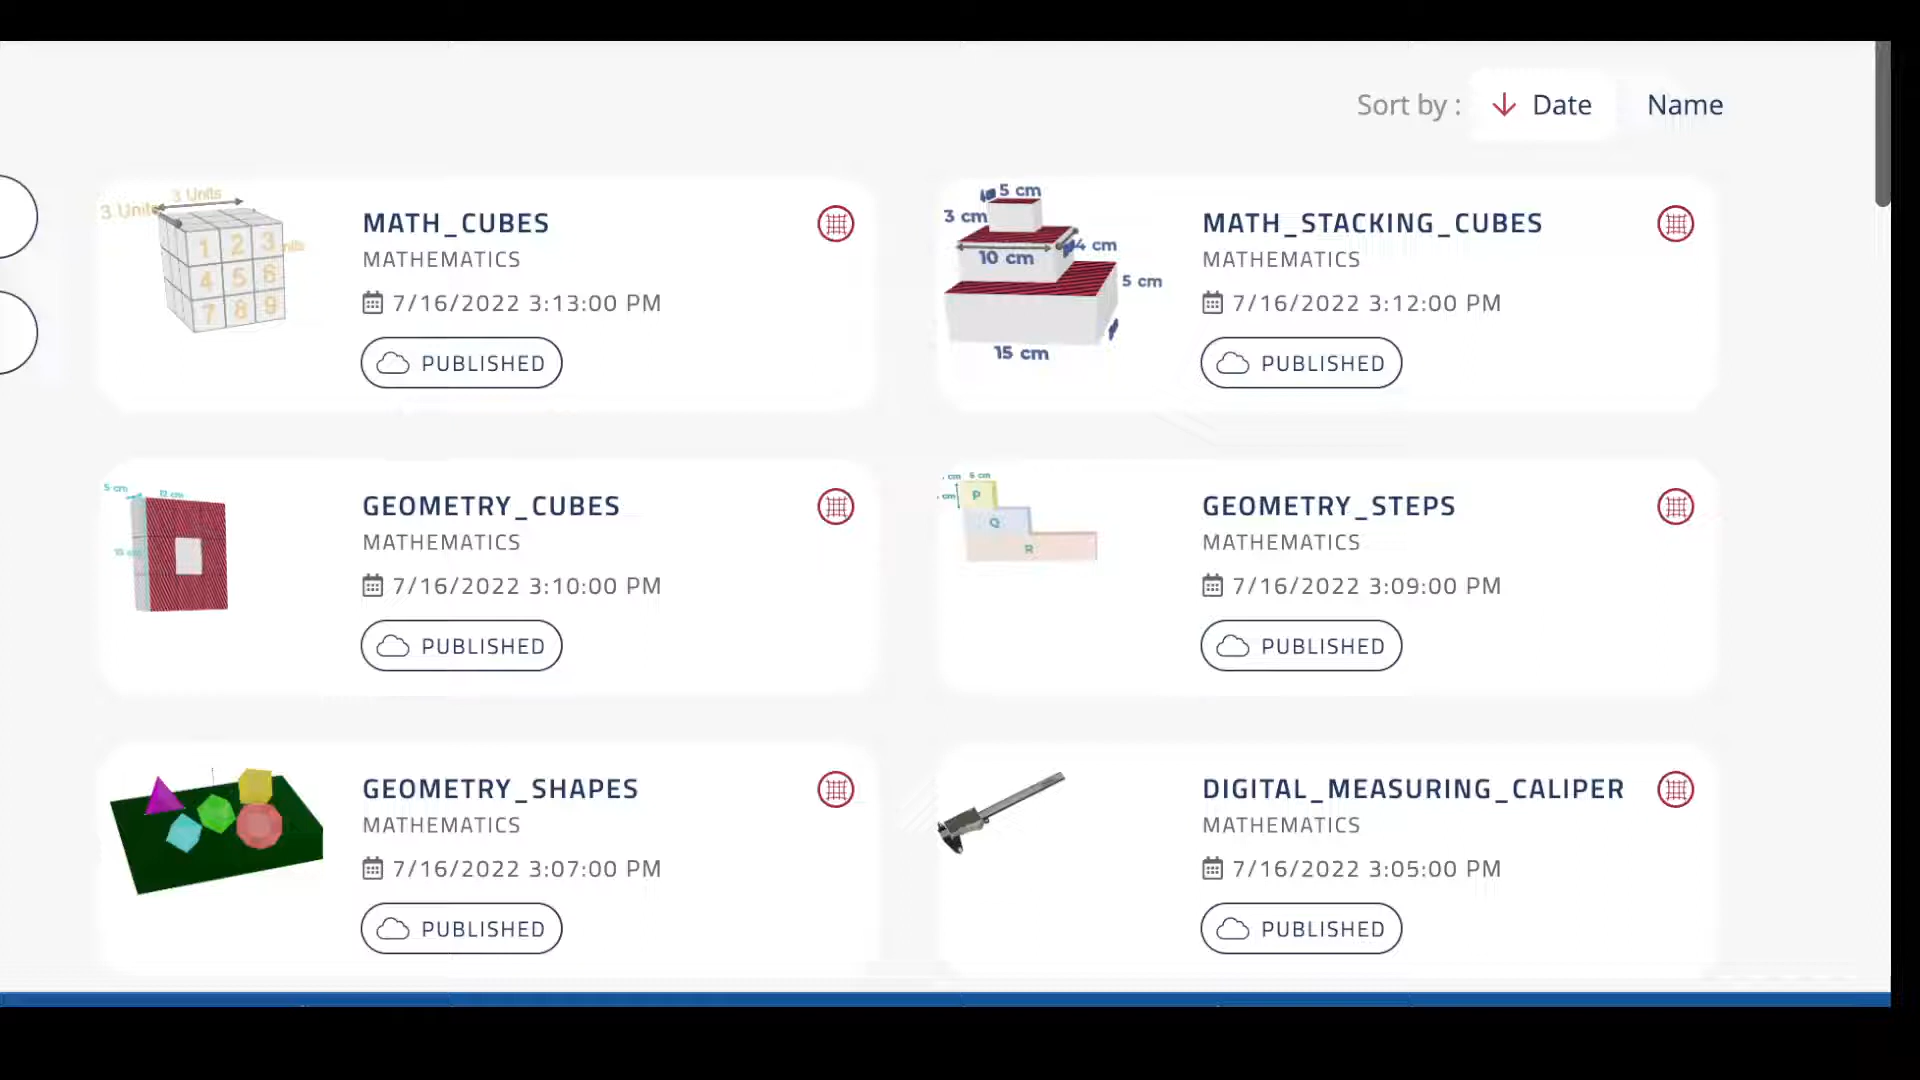 Sort by : Date Name
3 Units
3 Units
1 2 3
4 5 6
7 8 9
MATH_CUBES
MATHEMATICS
7/16/2022 3:13:00 PM
PUBLISHED
5 cm
3 cm
4 cm
10 cm
5 cm
15 cm
MATH_STACKING_CUBES
MATHEMATICS
7/16/2022 3:12:00 PM
PUBLISHED
5 cm
12 cm
GEOMETRY_CUBES
MATHEMATICS
7/16/2022 3:10:00 PM
PUBLISHED
cm
cm
P
Q
R
GEOMETRY_STEPS
MATHEMATICS
7/16/2022 3:09:00 PM
PUBLISHED
GEOMETRY_SHAPES
MATHEMATICS
7/16/2022 3:07:00 PM
PUBLISHED
DIGITAL_MEASURING_CALIPER
MATHEMATICS
7/16/2022 3:05:00 PM
PUBLISHED